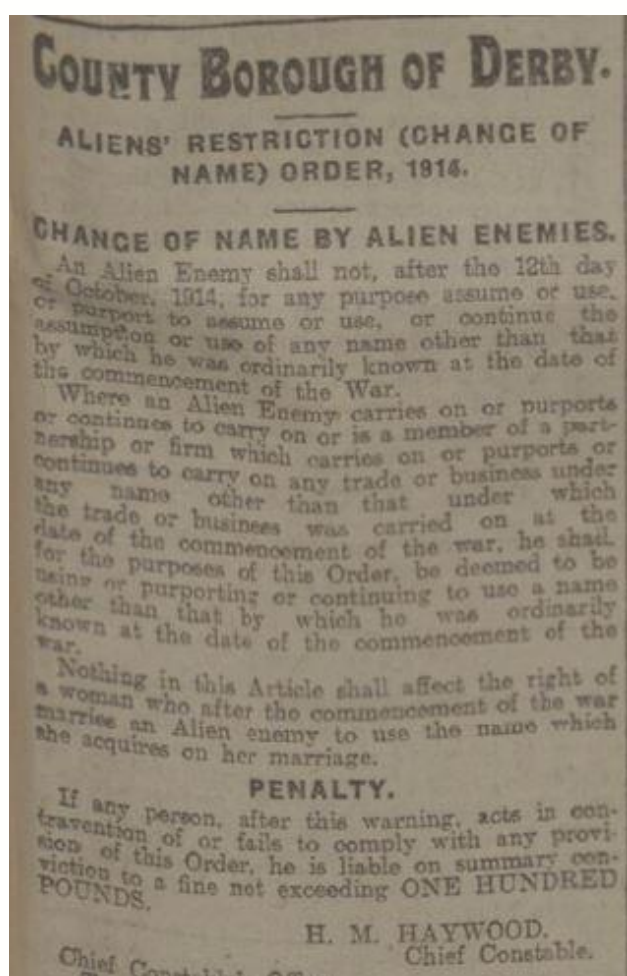 COUNTY BOROUGH OF DERBY.
ALIENS' RESTRICTION (CHANGE OF
NAME) ORDER, 1914.
CHANGE OF NAME BY ALIEN ENEMIES.
An Alien Enemy shall not, after the 12th day
of October, 1914, for any purpose assume or use,
or purport to assume or use, or continue the
assumption or use of any name other than that
by which he was ordinarily known at the date of
the commencement of the War.
Where an Alien Enemy carries on or purports
or continues to carry on or is a member of a part-
nership or firm which carries on or purports or
continues to carry on any trade or business under
any name other than that under which
the trade or business was carried on at the
date of the commencement of the war, he shall,
for the purposes of this Order, be deemed to be
using or purporting or continuing to use a name
other than that by which he was ordinarily
known at the date of the commencement of the
war.
Nothing in this Article shall affect the right of
a woman who after the commencement of the war
marries an Alien enemy to use the name which
she acquires on her marriage.
PENALTY.
If any person, after this warning, acts in con-
travention of or fails to comply with any provi-
sion of this Order, he is liable on summary con-
viction to a fine not exceeding ONE HUNDRED
POUNDS.
H. M. HAYWOOD.
Chief Constable.
Chief